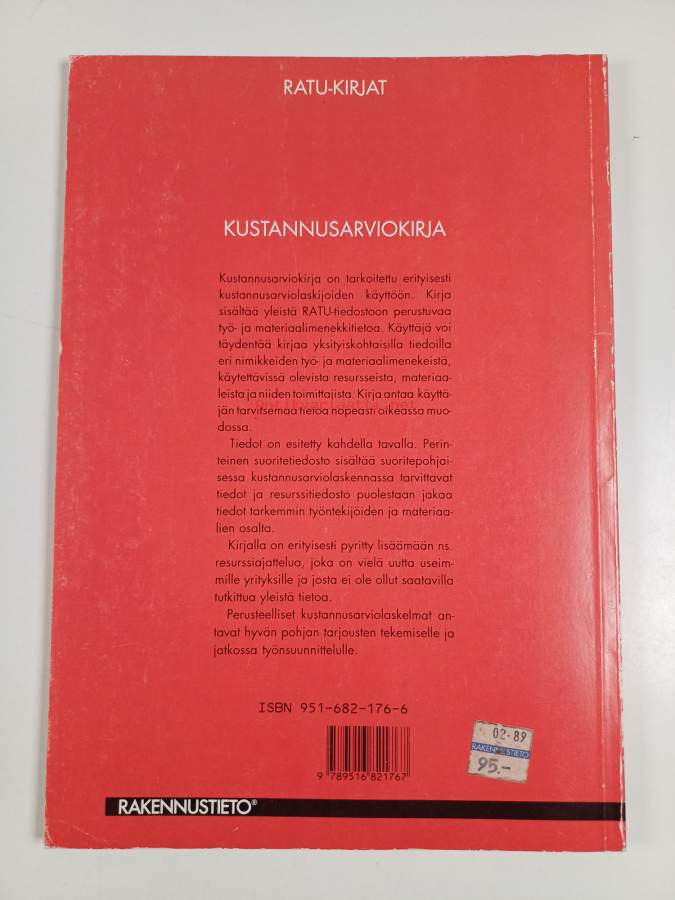 RATU-KIRJAT
KUSTANNUSARVIOKIRJA
Kustannusarviokirja on tarkoitettu erityisesti
kustannusarviolaskijoiden käyttöön. Kirja
sisältää yleistä RATU-tiedostoon perustuvaa
työ- ja materiaalimenekkitietoa. Käyttäjä voi
täydentää kirjaa yksityiskohtaisilla tiedoilla
eri nimikkeiden työ- ja materiaalimenekeistä,
käytettävissä olevista resursseista, materiaa-
leista ja niiden toimittajista. Kirja antaa käyttä-
jän tarvitsemaa tietoa nopeasti oikeassa muo-
dossa.
Tiedot on esitetty kahdella tavalla. Perin-
teinen suoritetiedosto sisältää suoritepohjai-
sessa kustannusarviolaskennassa tarvittavat
tiedot ja resurssitiedosto puolestaan jakaa
tiedot tarkemmin työntekijöiden ja materiaa-
lien osalta.
Kirjalla on erityisesti pyritty lisäämään ns.
resurssiajattelua, joka on vielä uutta useim-
mille yrityksille ja josta ei ole ollut saatavilla
tutkittua yleistä tietoa.
Perusteelliset kustannusarviolaskelmat an-
tavat hyvän pohjan tarjousten tekemiselle ja
jatkossa työnsuunnittelulle.
ISBN 951-682-176-6
9 789516 821767
02-89
RAKENNUSTIETO
95.-
RAKENNUSTIETO®